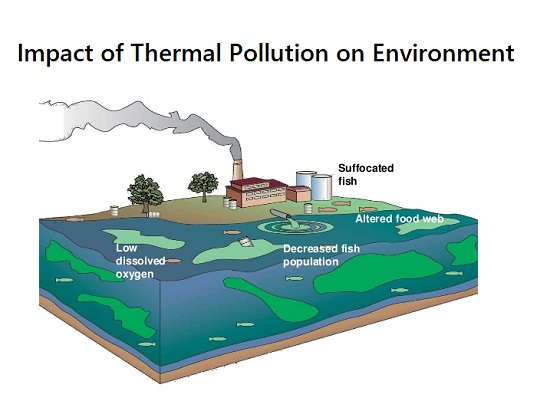 Impact of Thermal Pollution on Environment
Suffocated
fish
Altered food web
Low
dissolved
oxygen
Decreased fish
population